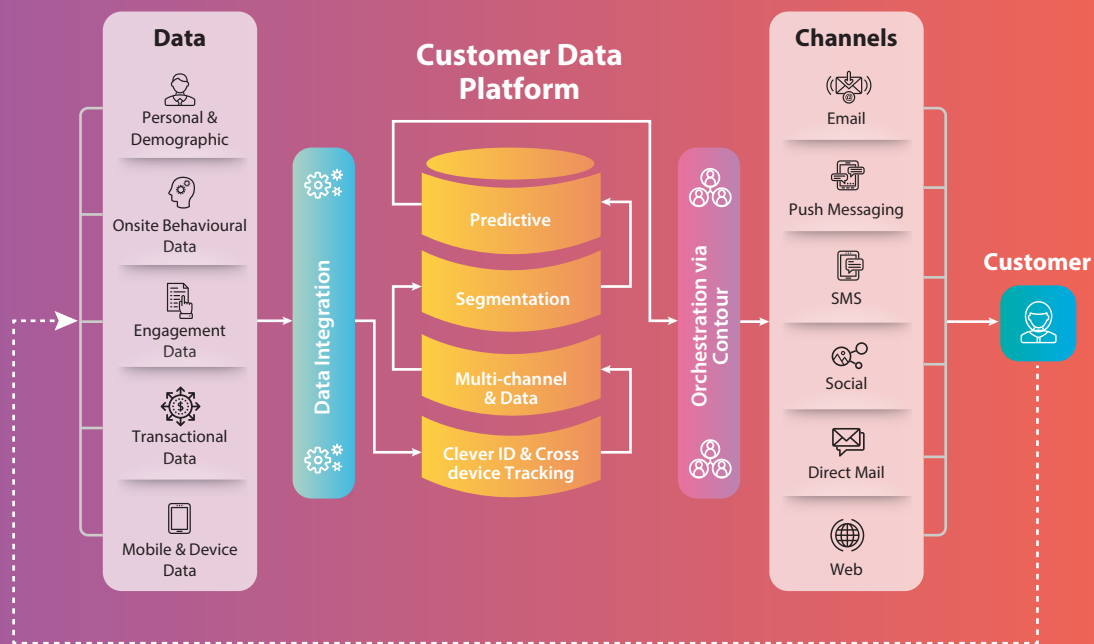 Data
Personal &
Demographic
Onsite Behavioural
Data
Engagement
Data
Transactional
Data
Mobile & Device
Data
Data Integration
Customer Data
Platform
Predictive
Segmentation
Multi-channel
& Data
Clever ID & Cross
device Tracking
Orchestration via
Contour
Channels
Email
Push Messaging
SMS
Social
Direct Mail
Web
Customer